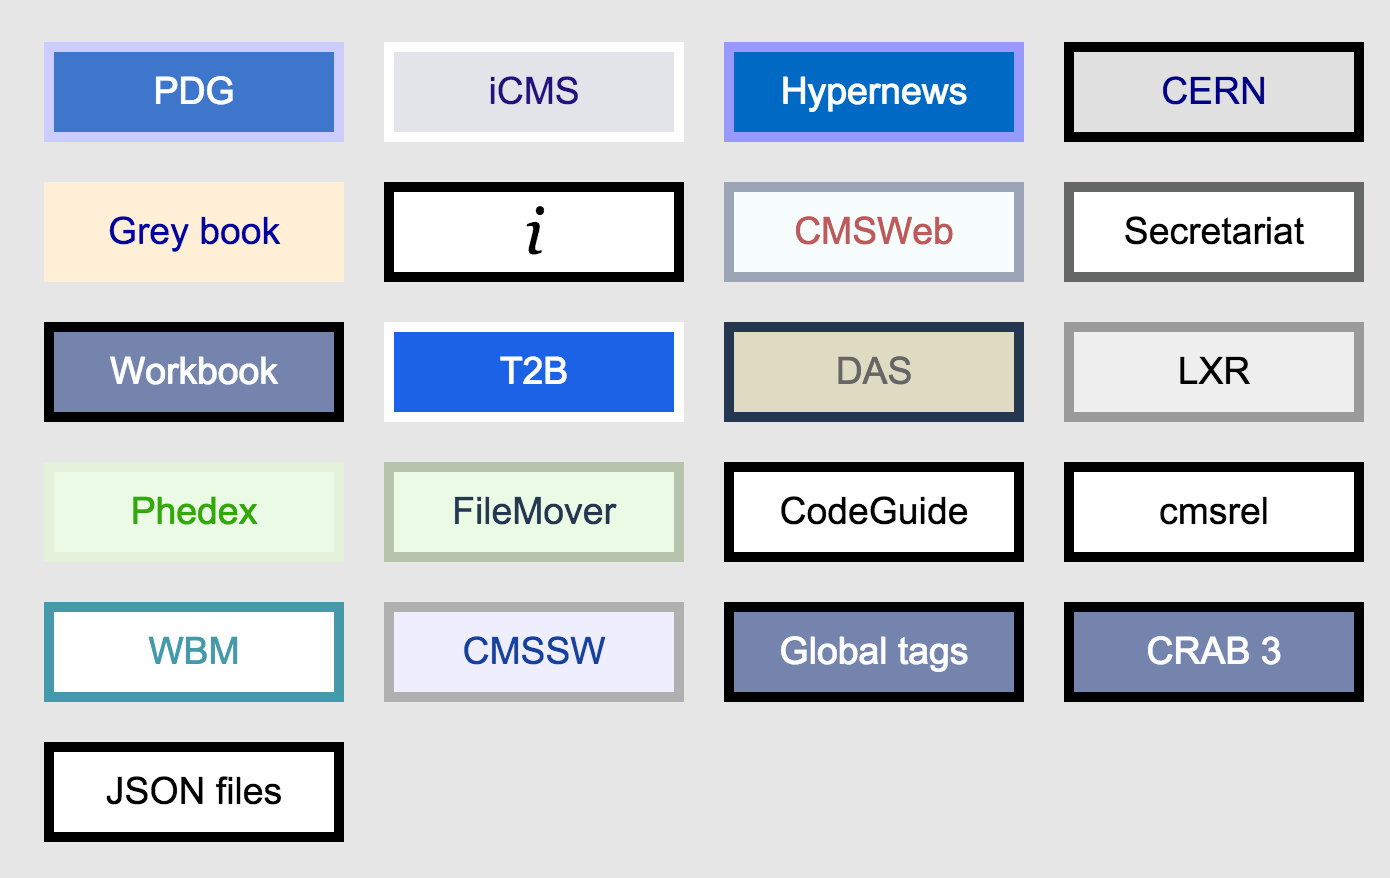 PDG
iCMS
Hypernews
CERN
Grey book
i
CMSWeb
Secretariat
Workbook
T2B
DAS
LXR
Phedex
FileMover
CodeGuide
cmsrel
WBM
CMSSW
Global tags
CRAB 3
JSON files